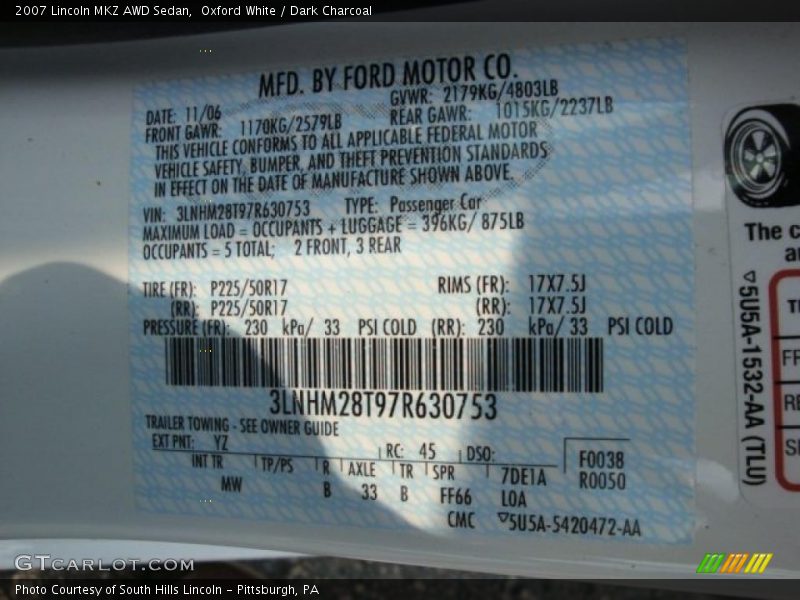 2007 Lincoln MKZ AWD Sedan, Oxford White / Dark Charcoal
MFD. BY FORD MOTOR CO.
DATE: 11/06 GVWR: 2179KG/4803LB
FRONT GAWR: 1170KG/2579LB REAR GAWR: 1015KG/2237LB
THIS VEHICLE CONFORMS TO ALL APPLICABLE FEDERAL MOTOR
VEHICLE SAFETY, BUMPER, AND THEFT PREVENTION STANDARDS
IN EFFECT ON THE DATE OF MANUFACTURE SHOWN ABOVE.
VIN: 3LNHM28T97R630753 TYPE: Passenger Car
MAXIMUM LOAD = OCCUPANTS + LUGGAGE = 396KG/ 875LB
OCCUPANTS = 5 TOTAL; 2 FRONT, 3 REAR
TIRE (FR): P225/50R17 RIMS (FR): 17X7.5J
(RR): P225/50R17 (RR): 17X7.5J
PRESSURE (FR): 230 kPa/ 33 PSI COLD (RR): 230 kPa/ 33 PSI COLD
3LNHM28T97R630753
TRAILER TOWING - SEE OWNER GUIDE
EXT PNT: YZ RC: 45 DSO: F0038
INT TR TP/PS R AXLE TR SPR 7DE1A R0050
MW B 33 B FF66 LOA
CMC ▽5U5A-5420472-AA
The c
a
▽5U5A-1532-AA (TLU)
TI
FR
RE
S
GTCARLOT.COM
Photo Courtesy of South Hills Lincoln - Pittsburgh, PA